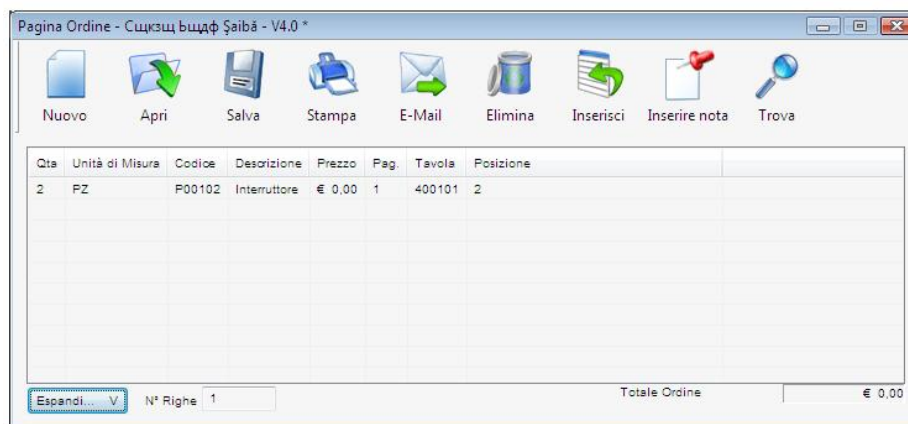 Pagina Ordine - Сщкзщ Ьщдф Şaibă - V4.0 *
Nuovo Apri Salva Stampa E-Mail Elimina Inserisci Inserire nota Trova
Qta Unità di Misura Codice Descrizione Prezzo Pag. Tavola Posizione
2 PZ P00102 Interruttore € 0,00 1 400101 2
Espandi... V N° Righe 1 Totale Ordine € 0,00